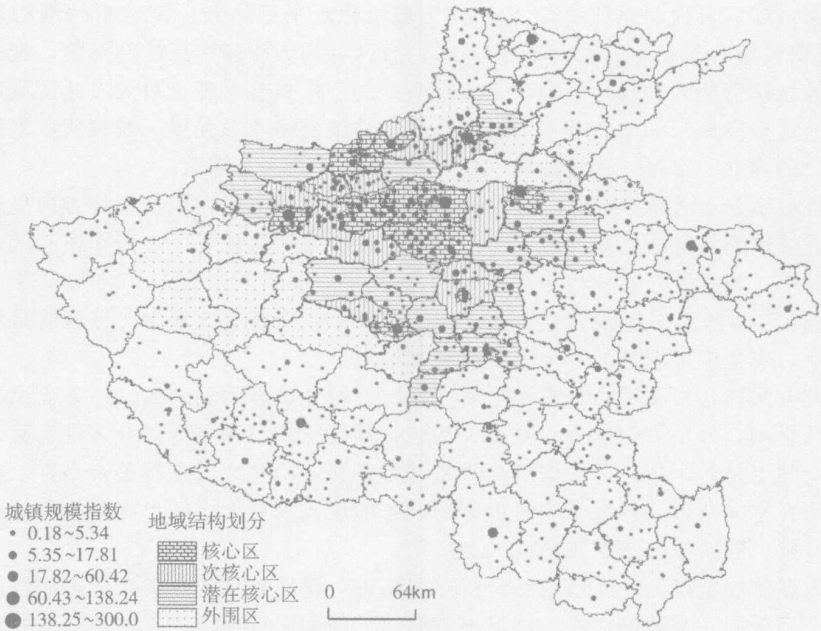 城镇规模指数
0.18~5.34
5.35~17.81
17.82~60.42
60.43~138.24
138.25~300.0
地域结构划分
核心区
次核心区
潜在核心区
外围区
0 64km